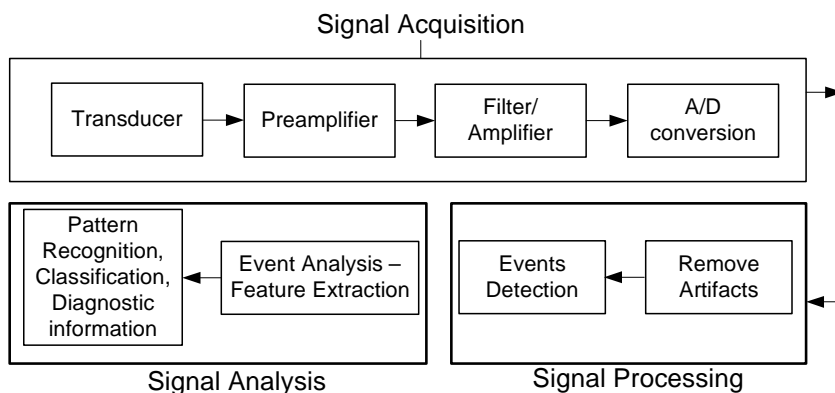 Signal Acquisition
Transducer
Preamplifier
Filter/
Amplifier
A/D
conversion
Pattern
Recognition,
Classification,
Diagnostic
information
Event Analysis –
Feature Extraction
Events
Detection
Remove
Artifacts
Signal Analysis
Signal Processing